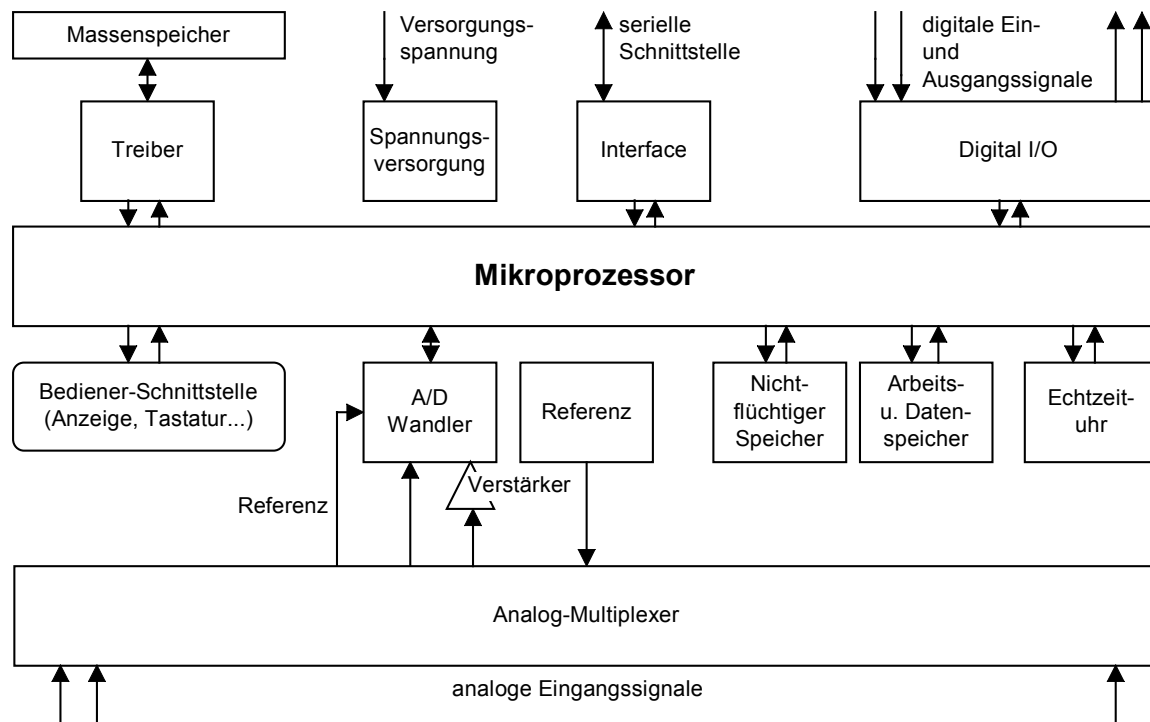 Massenspeicher
Versorgungs-
spannung
serielle
Schnittstelle
digitale Ein-
und
Ausgangssignale
Treiber
Spannungs-
versorgung
Interface
Digital I/O
Mikroprozessor
Bediener-Schnittstelle
(Anzeige, Tastatur...)
A/D
Wandler
Referenz
Nicht-
flüchtiger
Speicher
Arbeits-
u. Daten-
speicher
Echtzeit-
uhr
Verstärker
Referenz
Analog-Multiplexer
analoge Eingangssignale